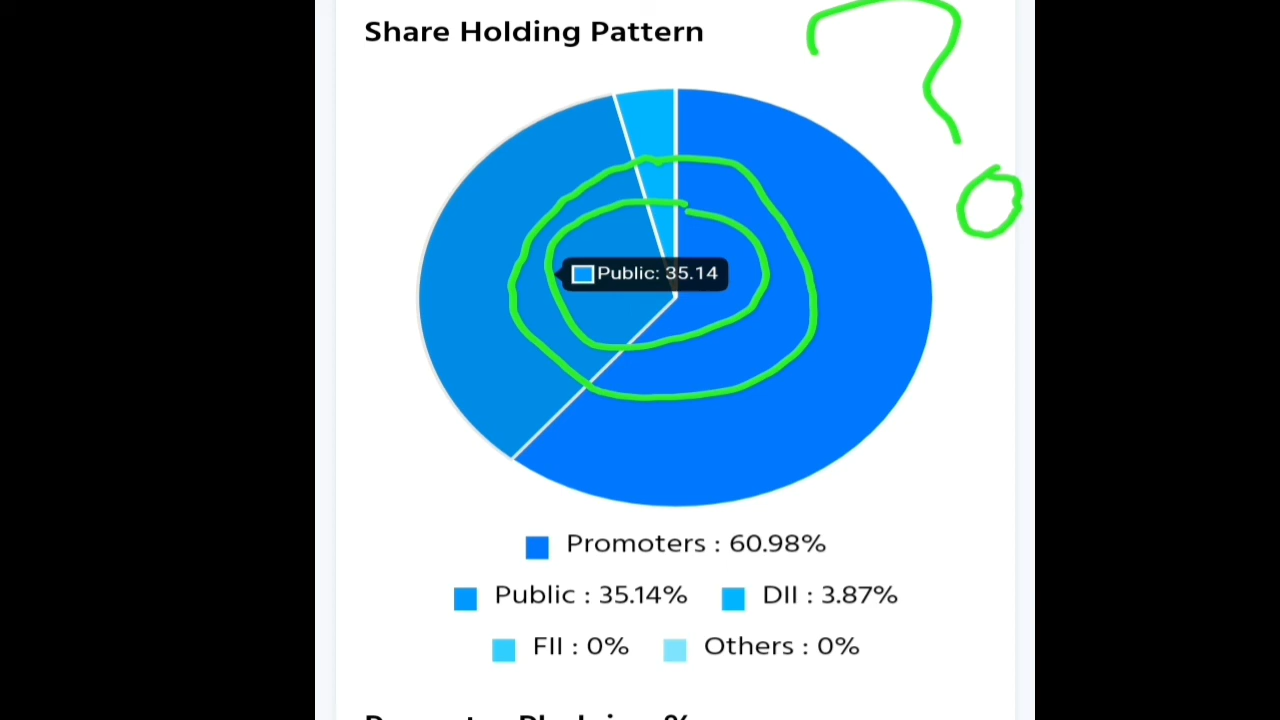 Share Holding Pattern
?
Public: 35.14
Promoters : 60.98%
Public : 35.14% DII : 3.87%
FII : 0% Others : 0%